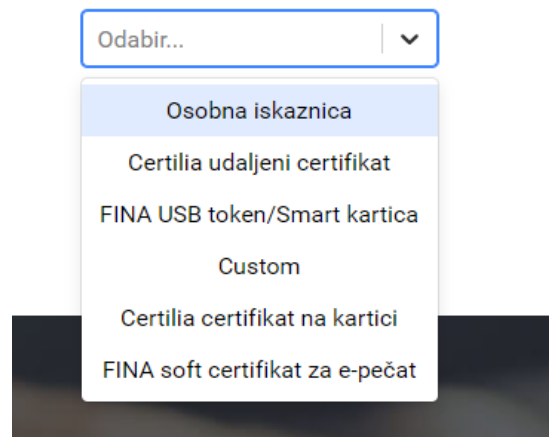 Odabir...
Osobna iskaznica
Certilia udaljeni certifikat
FINA USB token/Smart kartica
Custom
Certilia certifikat na kartici
FINA soft certifikat za e-pečat